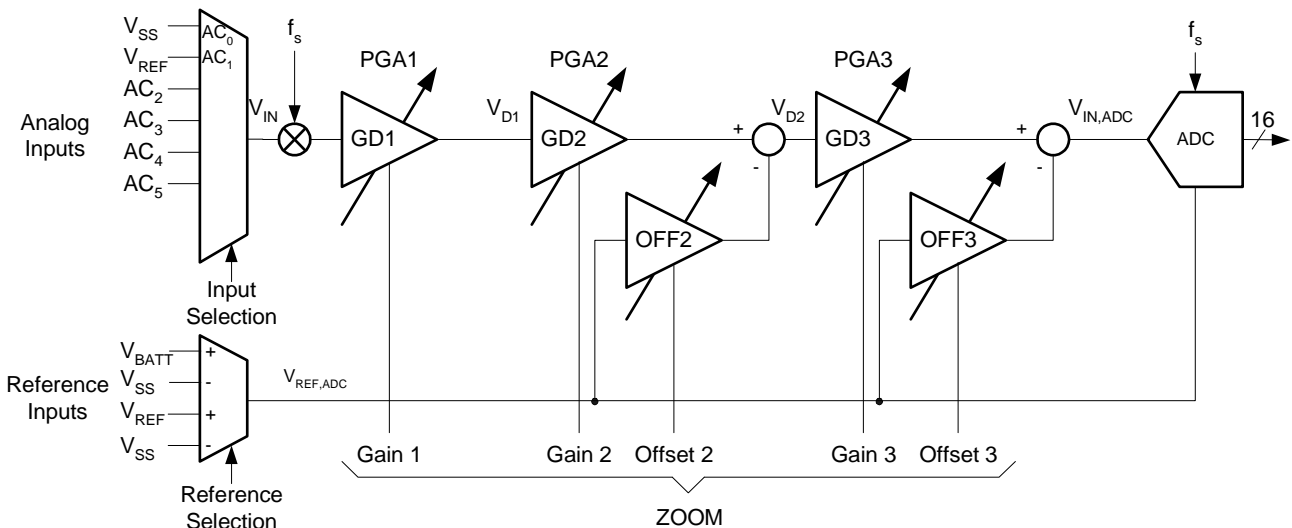 V_SS AC_0 f_s f_s
V_REF AC_1 PGA1 PGA2 PGA3
AC_2
Analog Inputs AC_3 V_IN GD1 V_D1 GD2 + V_D2 GD3 + V_IN,ADC ADC 16
AC_4 - -
AC_5
OFF2 OFF3
Input
Selection
V_BATT +
Reference Inputs V_SS - V_REF,ADC
V_REF +
V_SS - Gain 1 Gain 2 Offset 2 Gain 3 Offset 3
Reference
Selection
ZOOM